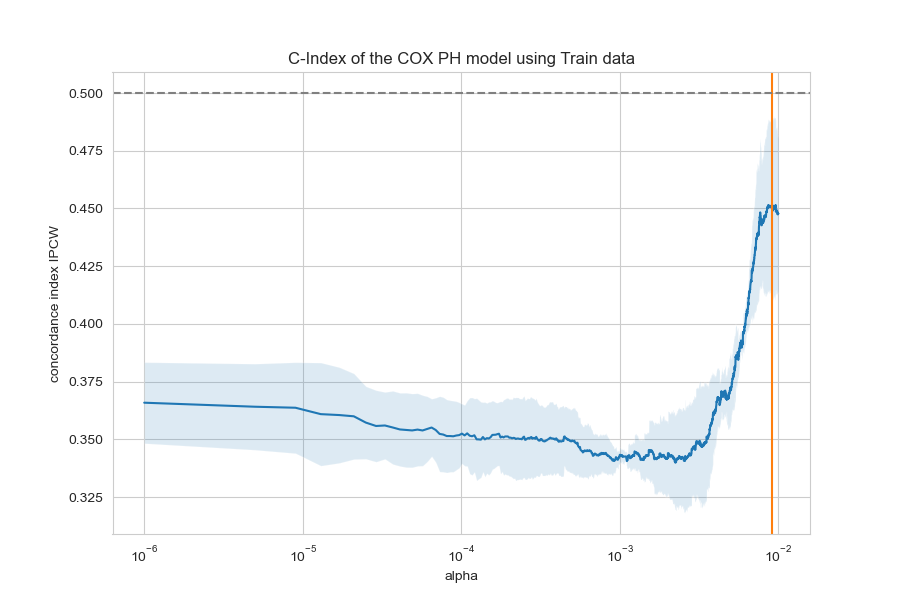 C-Index of the COX PH model using Train data
concordance index IPCW
0.500
0.475
0.450
0.425
0.400
0.375
0.350
0.325
10⁻⁶ 10⁻⁵ 10⁻⁴ 10⁻³ 10⁻²
alpha